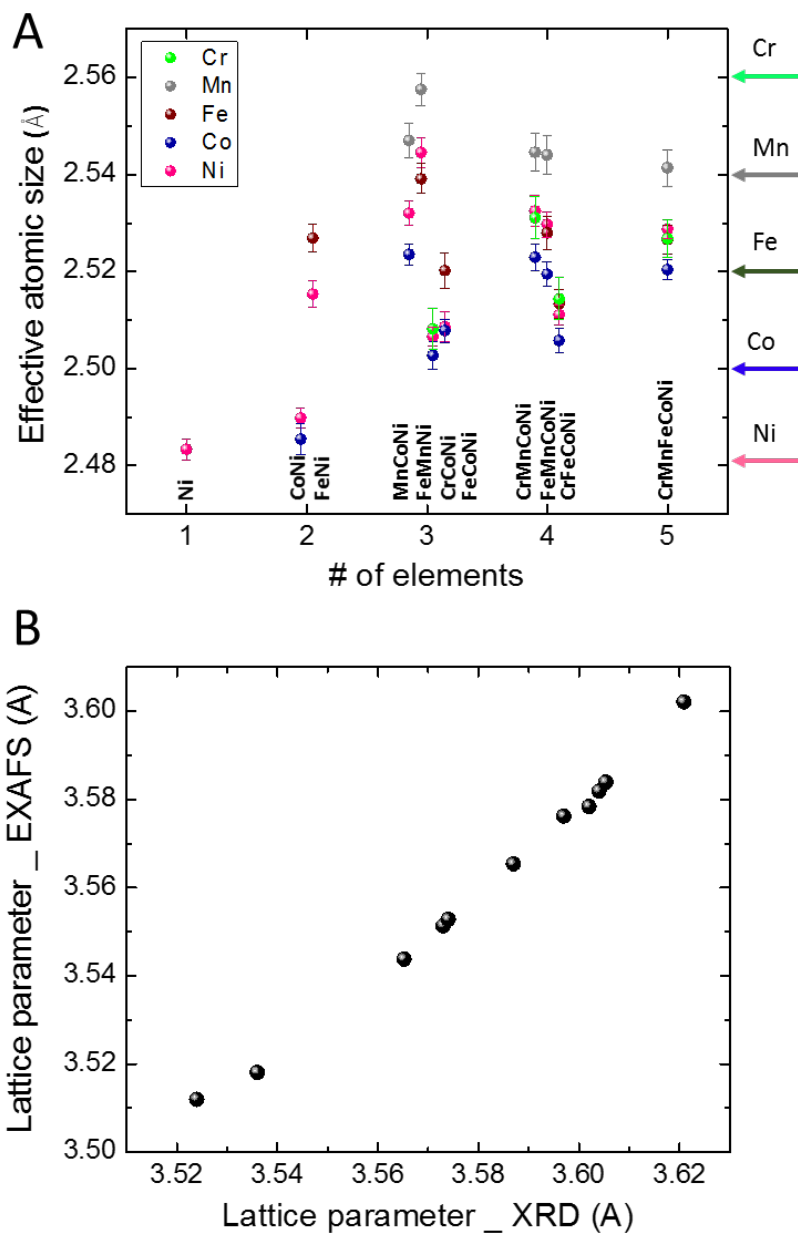 A
Effective atomic size (Å)
2.56
2.54
2.52
2.50
2.48
Cr
Mn
Fe
Co
Ni
Ni
CoNi
FeNi
MnCoNi
FeMnNi
CrCoNi
FeCoNi
CrMnCoNi
FeMnCoNi
CrFeCoNi
CrMnFeCoNi
1
2
3
4
5
# of elements
Cr
Mn
Fe
Co
Ni
B
Lattice parameter _ EXAFS (A)
3.60
3.58
3.56
3.54
3.52
3.50
3.52
3.54
3.56
3.58
3.60
3.62
Lattice parameter _ XRD (A)